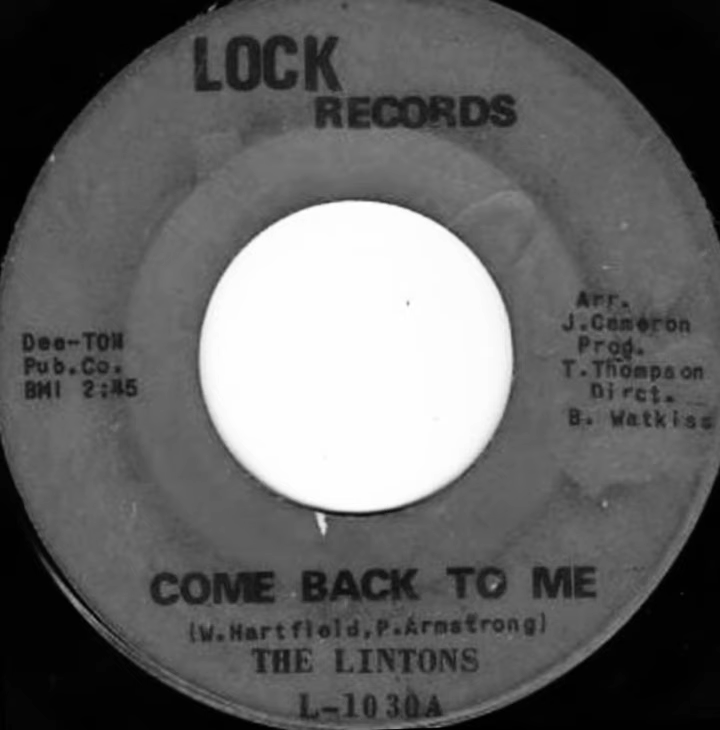 LOCK
RECORDS
Dee-TON
Pub.Co.
BMI 2:45
Arr.
J.Cameron
Prod.
T.Thompson
Dirct.
B. Watkiss
COME BACK TO ME
(W.Hartfield,P.Armstrong)
THE LINTONS
L-1030A